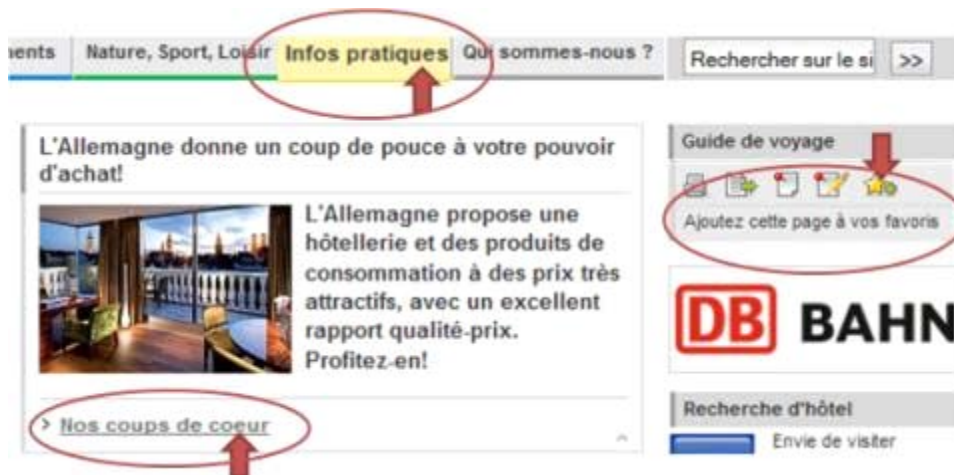 ents Nature, Sport, Loisir Infos pratiques Qui sommes-nous ? Rechercher sur le si >>
L'Allemagne donne un coup de pouce à votre pouvoir
d'achat!
L'Allemagne propose une
hôtellerie et des produits de
consommation à des prix très
attractifs, avec un excellent
rapport qualité-prix.
Profitez-en!
> Nos coups de coeur
Guide de voyage
Ajoutez cette page à vos favoris
DB BAHN
Recherche d'hôtel
Envie de visiter